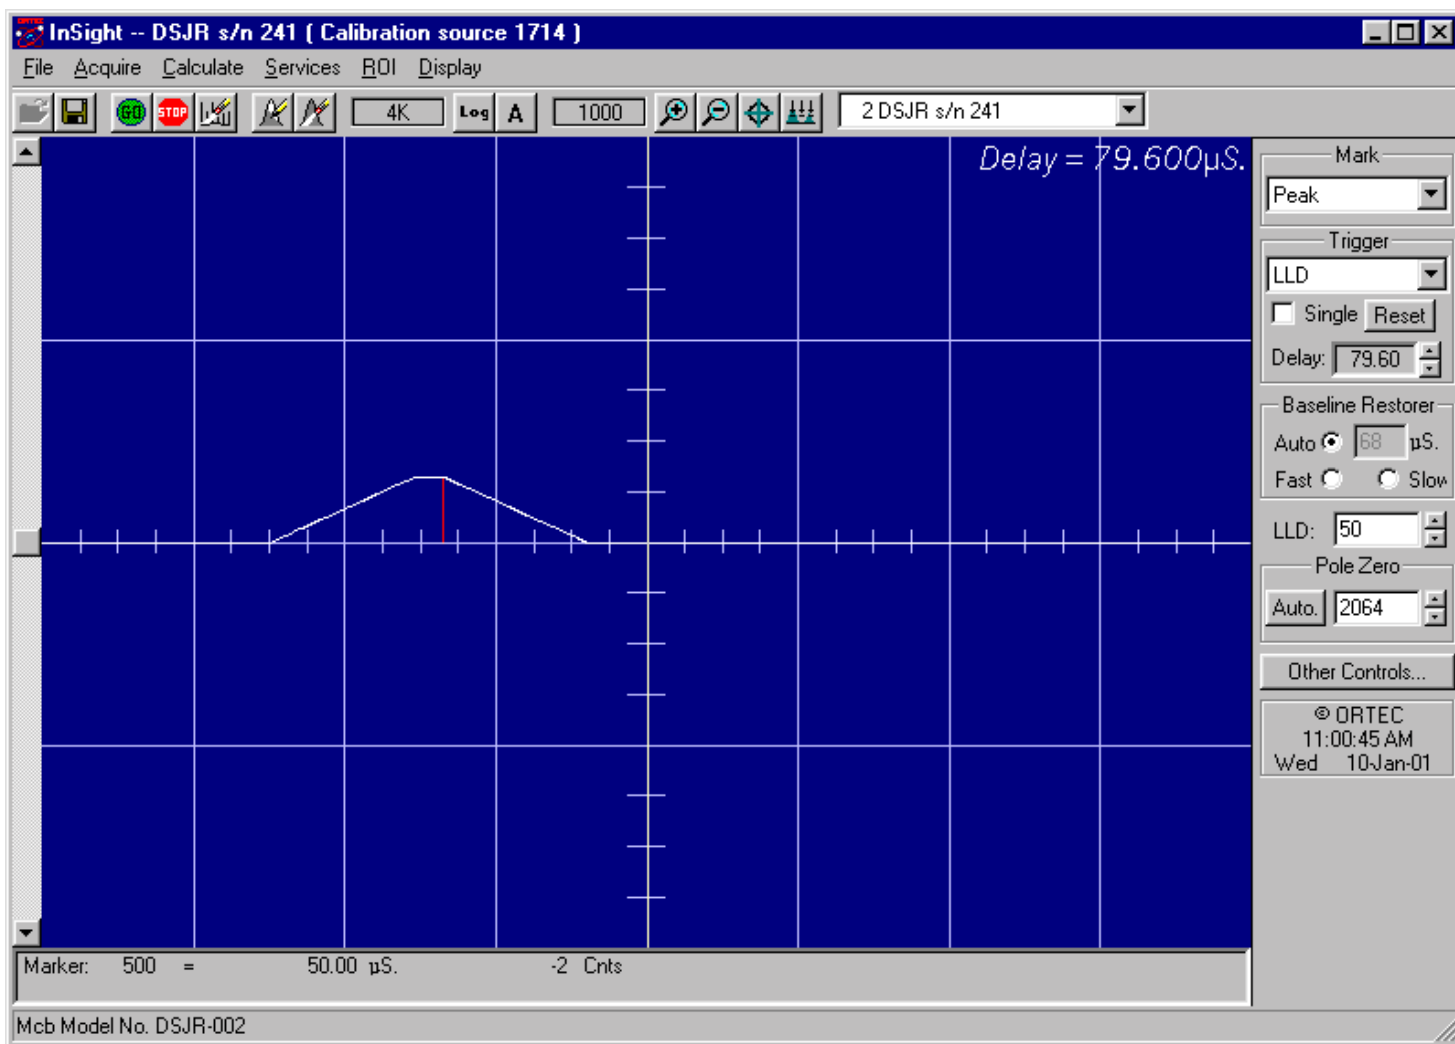 InSight -- DSJR s/n 241 ( Calibration source 1714 )
File Acquire Calculate Services ROI Display
GO STOP 4K Log A 1000 2 DSJR s/n 241
Delay = 79.600µS.
Mark
Peak
Trigger
LLD
Single Reset
Delay: 79.60
Baseline Restorer
Auto 68 µS.
Fast Slow
LLD: 50
Pole Zero
Auto. 2064
Other Controls...
© ORTEC
11:00:45 AM
Wed 10-Jan-01
Marker: 500 = 50.00 µS. -2 Cnts
Mcb Model No. DSJR-002